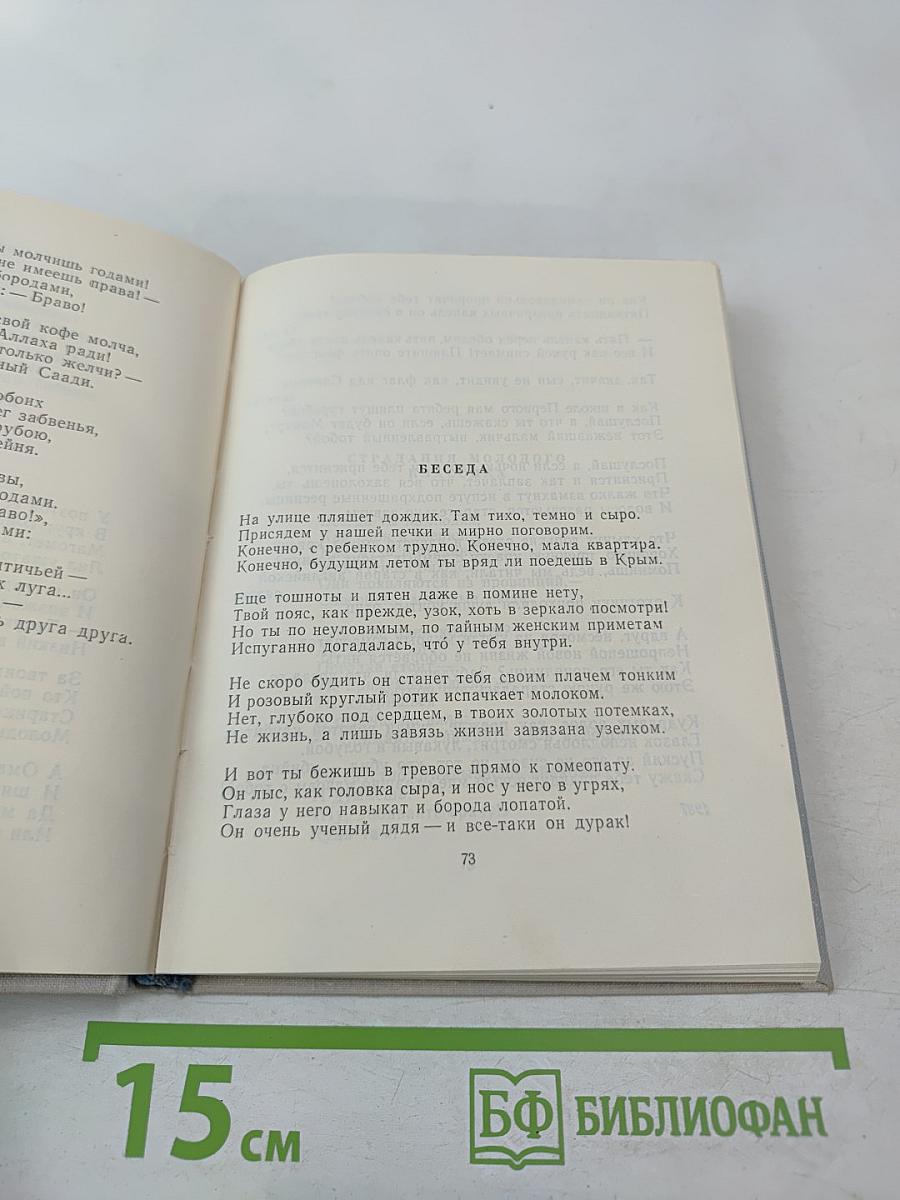 ы молчишь годами!
не имеешь права! —
бородами,
: — Браво!
свой кофе молча,
Аллаха ради!
только желчи? —
ный Саади.
обоих
ег забвенья,
рубою,
ейня.
вы,
одами.
аво!»,
ами:
птичьей —
х луга...
—
ь друга друга.
БЕСЕДА
На улице пляшет дождик. Там тихо, темно и сыро.
Присядем у нашей печки и мирно поговорим.
Конечно, с ребенком трудно. Конечно, мала квартира.
Конечно, будущим летом ты вряд ли поедешь в Крым.
Еще тошноты и пятен даже в помине нету,
Твой пояс, как прежде, узок, хоть в зеркало посмотри!
Но ты по неуловимым, по тайным женским приметам
Испуганно догадалась, что́ у тебя внутри.
Не скоро будить он станет тебя своим плачем тонким
И розовый круглый ротик испачкает молоком.
Нет, глубоко под сердцем, в твоих золотых потемках,
Не жизнь, а лишь завязь жизни завязана узелком.
И вот ты бежишь в тревоге прямо к гомеопату.
Он лыс, как головка сыра, и нос у него в угрях,
Глаза у него навыкат и борода лопатой.
Он очень ученый дядя — и все-таки он дурак!
73
15 см
БФ БИБЛИОФАН